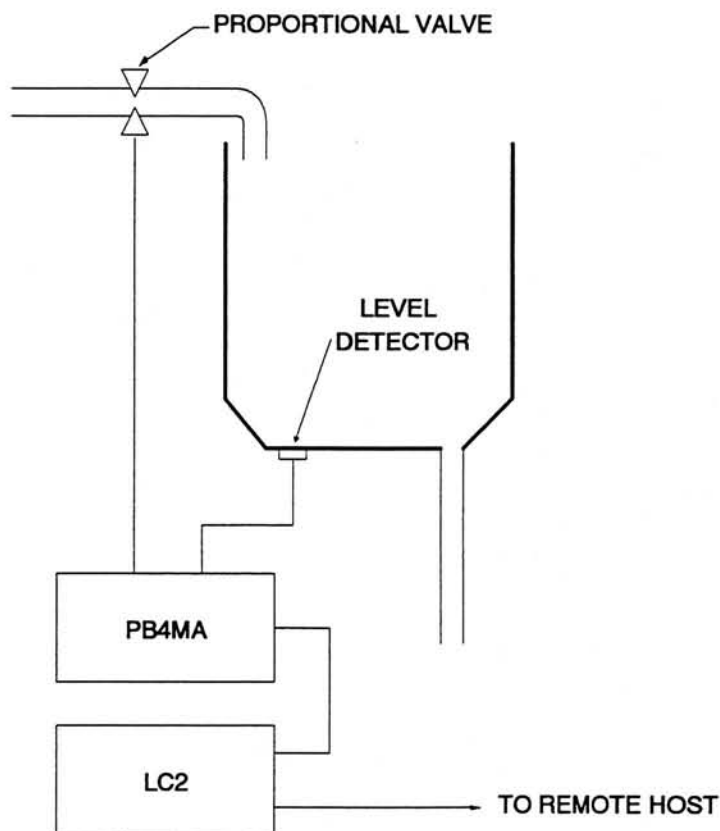 PROPORTIONAL VALVE
LEVEL
DETECTOR
PB4MA
LC2
TO REMOTE HOST